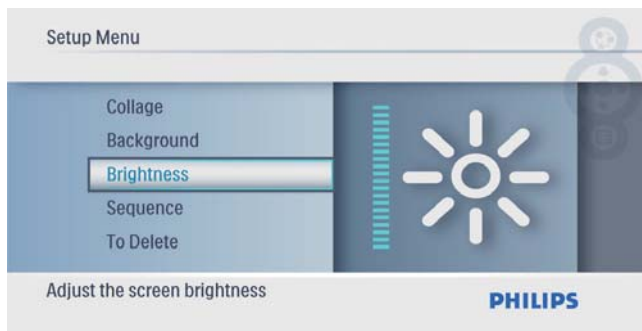 Setup Menu
Collage
Background
Brightness
Sequence
To Delete
Adjust the screen brightness
PHILIPS